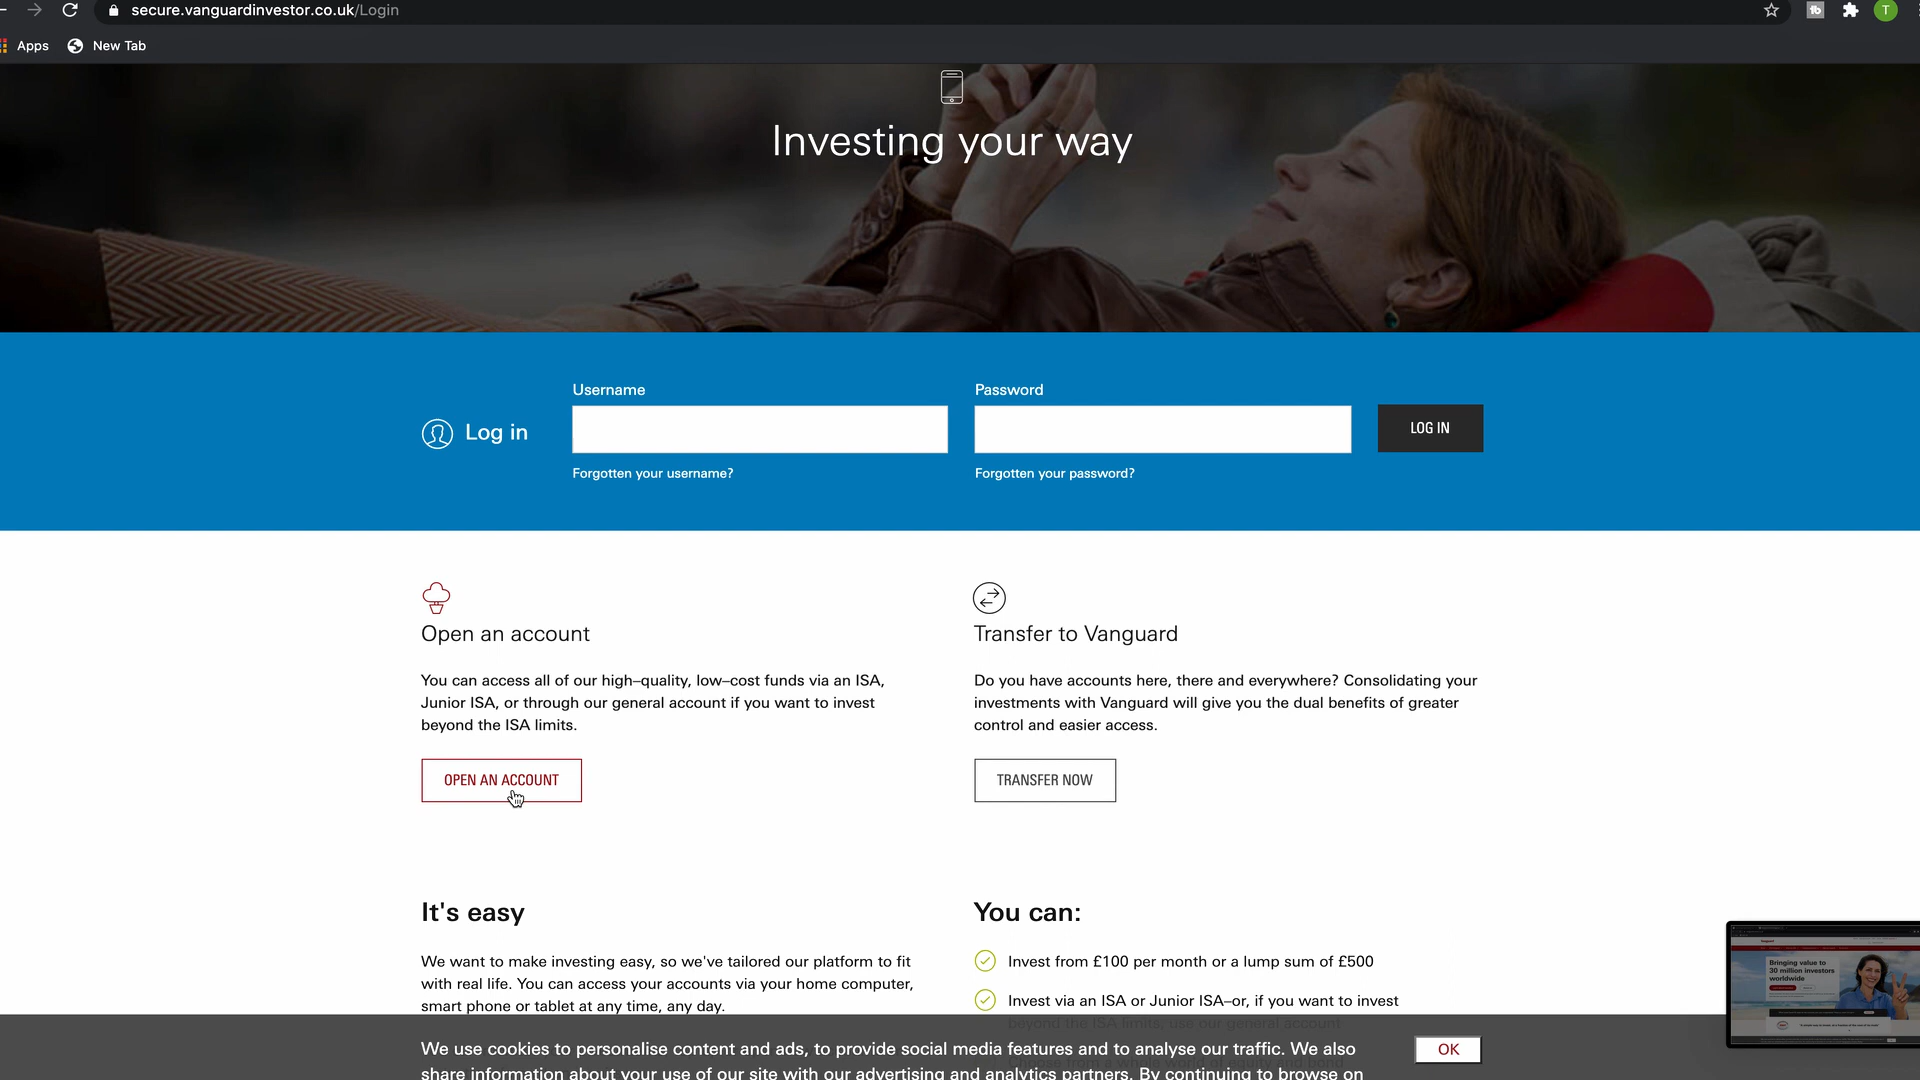 secure.vanguardinvestor.co.uk/Login
T
Apps
New Tab
Investing your way
Username
Password
Log in
LOG IN
Forgotten your username?
Forgotten your password?
Open an account
Transfer to Vanguard
You can access all of our high–quality, low–cost funds via an ISA,
Junior ISA, or through our general account if you want to invest
beyond the ISA limits.
Do you have accounts here, there and everywhere? Consolidating your
investments with Vanguard will give you the dual benefits of greater
control and easier access.
OPEN AN ACCOUNT
TRANSFER NOW
It's easy
You can:
We want to make investing easy, so we've tailored our platform to fit
with real life. You can access your accounts via your home computer,
smart phone or tablet at any time, any day.
Invest from £100 per month or a lump sum of £500
Invest via an ISA or Junior ISA–or, if you want to invest
beyond the ISA limits, use our general account
We use cookies to personalise content and ads, to provide social media features and to analyse our traffic. We also
share information about your use of our site with our advertising and analytics partners. By continuing to browse on
OK
Bringing value to
30 million investors
worldwide